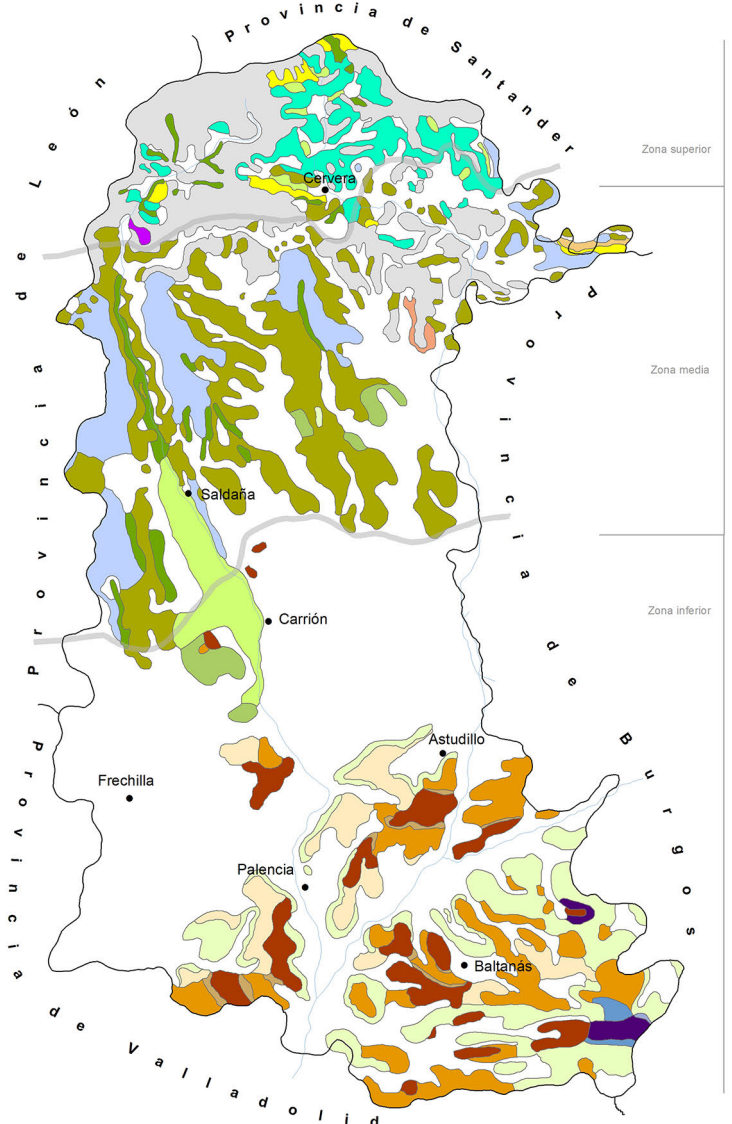 Provincia de León
Provincia de Santander
Zona superior
Cervera
Provincia de Burgos
Zona media
Saldaña
Zona inferior
Carrión
Astudillo
Frechilla
Palencia
Baltanás
Provincia de Valladolid